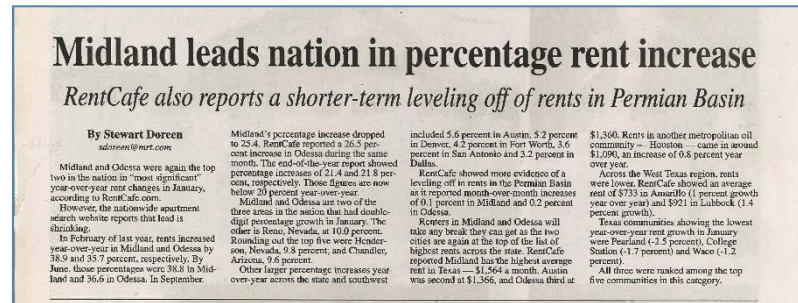 Midland leads nation in percentage rent increase
RentCafe also reports a shorter-term leveling off of rents in Permian Basin
By Stewart Doreen
sdoreen@mrt.com
Midland and Odessa were again the top
two in the nation in "most significant"
year-over-year rent changes in January,
according to RentCafe.com.
However, the nationwide apartment
search website reports that lead is
shrinking.
In February of last year, rents increased
year-over-year in Midland and Odessa by
38.9 and 35.7 percent, respectively. By
June, those percentages were 38.8 in Mid-
land and 36.6 in Odessa. In September,
Midland's percentage increase dropped
to 25.4. RentCafe reported a 26.5 per-
cent increase in Odessa during the same
month. The end-of-the-year report showed
percentage increases of 21.4 and 21.8 per-
cent, respectively. Those figures are now
below 20 percent year-over-year.
Midland and Odessa are two of the
three areas in the nation that had double-
digit percentage growth in January. The
other is Reno, Nevada, at 10.0 percent.
Rounding out the top five were Hender-
son, Nevada, 9.8 percent; and Chandler,
Arizona, 9.6 percent.
Other larger percentage increases year-
over-year across the state and southwest
included 5.6 percent in Austin, 5.2 percent
in Denver, 4.2 percent in Fort Worth, 3.6
percent in San Antonio and 3.2 percent in
Dallas.
RentCafe showed more evidence of a
leveling off in rents in the Permian Basin
as it reported month-over-month increases
of 0.1 percent in Midland and 0.2 percent
in Odessa.
Renters in Midland and Odessa will
take any break they can get as the two
cities are again at the top of the list of
highest rents across the state. RentCafe
reported Midland has the highest average
rent in Texas — $1,564 a month. Austin
was second at $1,366, and Odessa third at
$1,360. Rents in another metropolitan oil
community — Houston — came in around
$1,090, an increase of 0.8 percent year
over year.
Across the West Texas region, rents
were lower. RentCafe showed an average
rent of $733 in Amarillo (1 percent growth
year over year) and $921 in Lubbock (1.4
percent growth).
Texas communities showing the lowest
year-over-year rent growth in January
were Pearland (-2.5 percent), College
Station (-1.7 percent) and Waco (-1.2
percent).
All three were ranked among the top
five communities in this category.